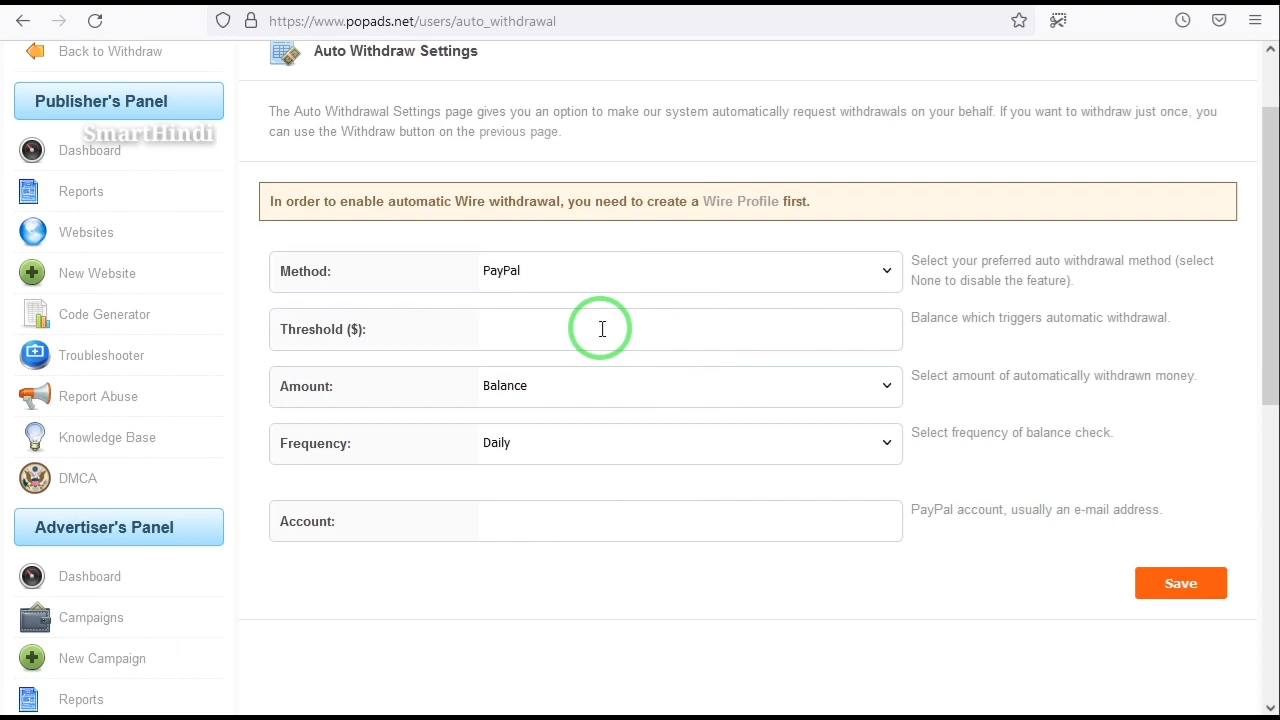 https://www.popads.net/users/auto_withdrawal
Back to Withdraw
Publisher's Panel
SmartHindi
Dashboard
Reports
Websites
New Website
Code Generator
Troubleshooter
Report Abuse
Knowledge Base
DMCA
Advertiser's Panel
Dashboard
Campaigns
New Campaign
Reports
Auto Withdraw Settings
The Auto Withdrawal Settings page gives you an option to make our system automatically request withdrawals on your behalf. If you want to withdraw just once, you
can use the Withdraw button on the previous page.
In order to enable automatic Wire withdrawal, you need to create a Wire Profile first.
Method: PayPal
Select your preferred auto withdrawal method (select
None to disable the feature).
Threshold ($):
Balance which triggers automatic withdrawal.
Amount: Balance
Select amount of automatically withdrawn money.
Frequency: Daily
Select frequency of balance check.
Account:
PayPal account, usually an e-mail address.
Save